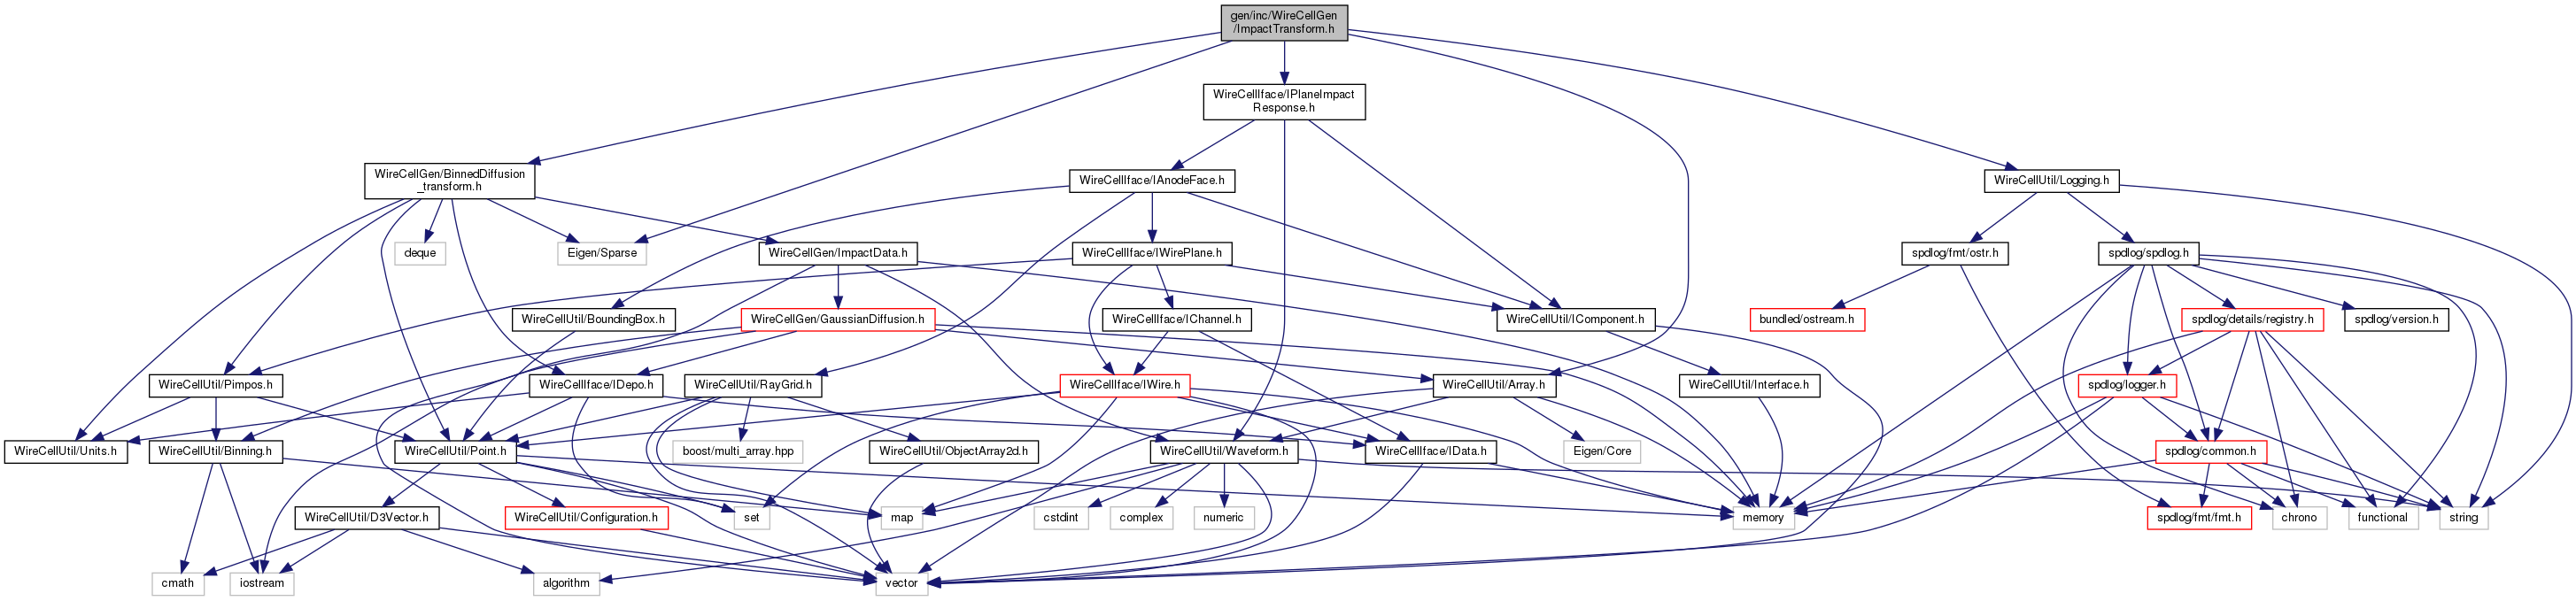 gen/inc/WireCellGen
/ImpactTransform.h
WireCellIface/IPlaneImpact
Response.h
WireCellGen/BinnedDiffusion
_transform.h
WireCellIface/IAnodeFace.h
WireCellUtil/Logging.h
deque
Eigen/Sparse
WireCellGen/ImpactData.h
WireCellIface/IWirePlane.h
spdlog/fmt/ostr.h
spdlog/spdlog.h
WireCellUtil/BoundingBox.h
WireCellGen/GaussianDiffusion.h
WireCellIface/IChannel.h
WireCellUtil/IComponent.h
bundled/ostream.h
spdlog/details/registry.h
spdlog/version.h
WireCellUtil/Pimpos.h
WireCellIface/IDepo.h
WireCellUtil/RayGrid.h
WireCellIface/IWire.h
WireCellUtil/Array.h
WireCellUtil/Interface.h
spdlog/logger.h
WireCellUtil/Units.h
WireCellUtil/Binning.h
WireCellUtil/Point.h
boost/multi_array.hpp
WireCellUtil/ObjectArray2d.h
WireCellUtil/Waveform.h
WireCellIface/IData.h
Eigen/Core
spdlog/common.h
WireCellUtil/D3Vector.h
WireCellUtil/Configuration.h
set
map
cstdint
complex
numeric
memory
spdlog/fmt/fmt.h
chrono
functional
string
cmath
iostream
algorithm
vector